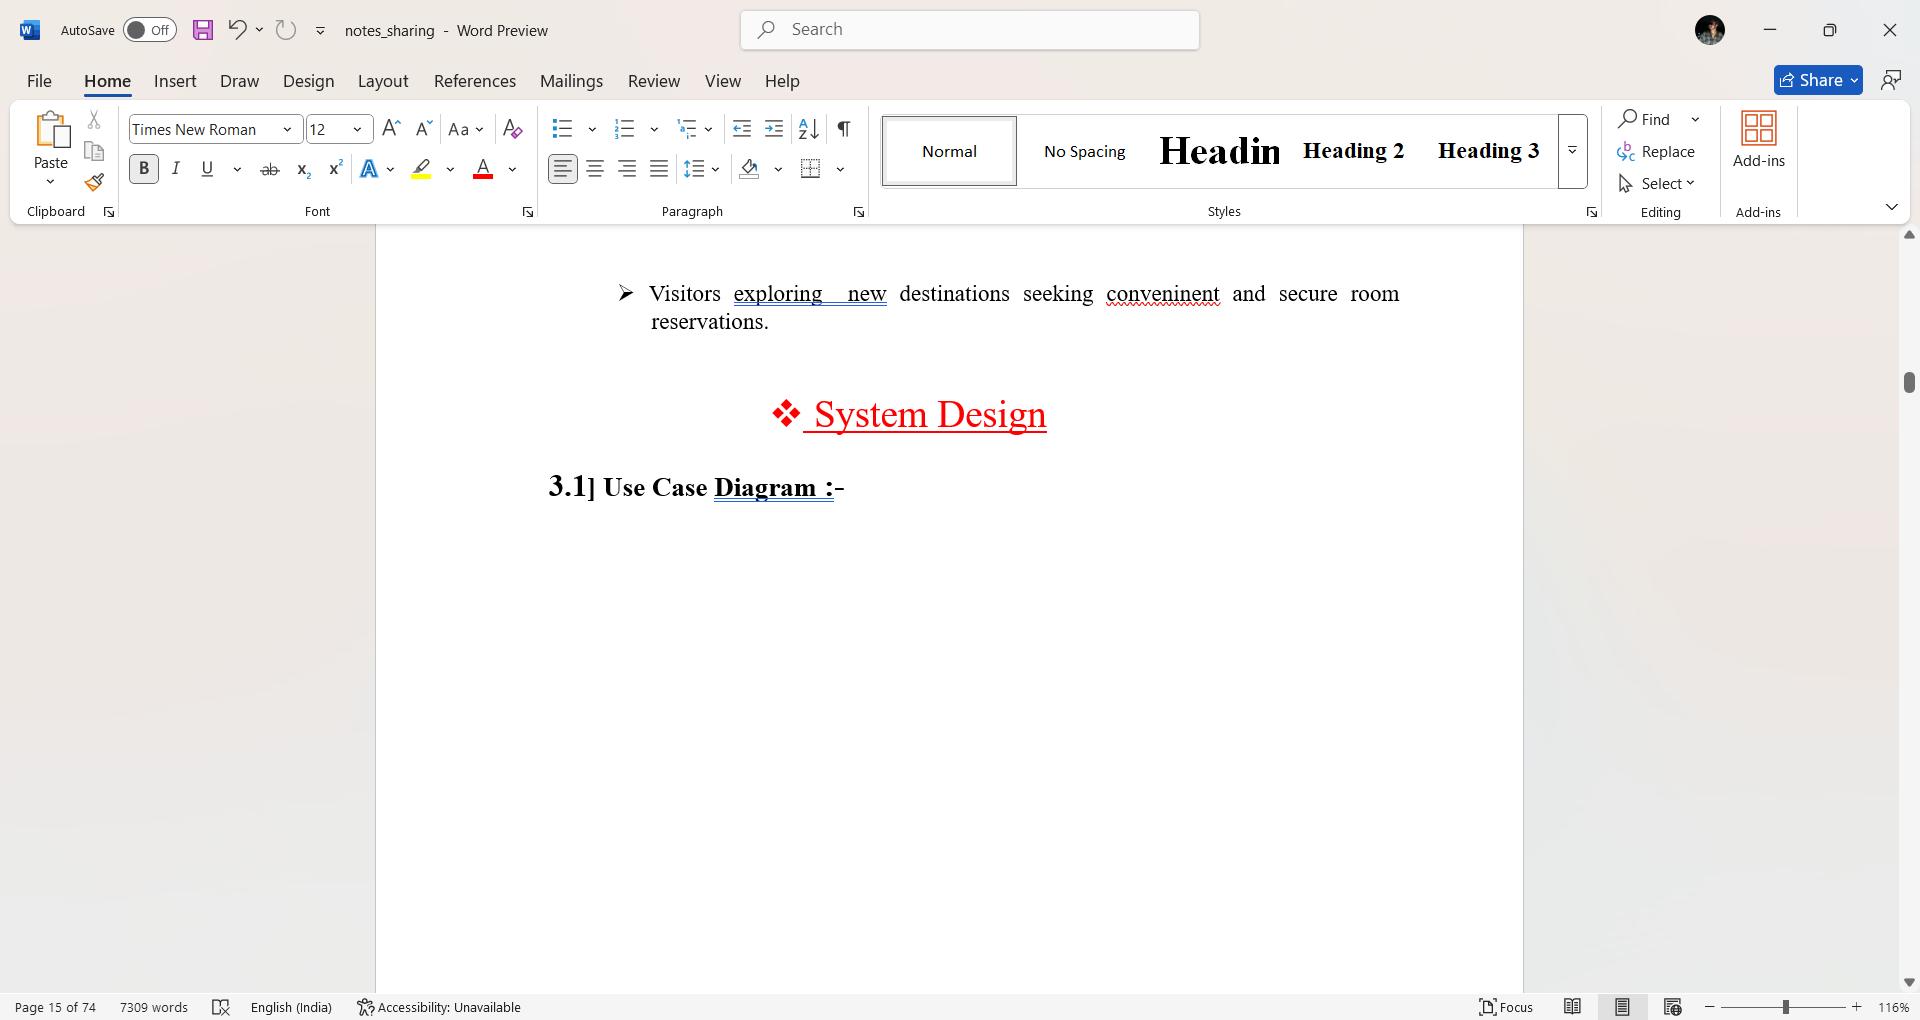 AutoSave Off notes_sharing - Word Preview Search
File Home Insert Draw Design Layout References Mailings Review View Help Share
Paste Times New Roman 12 Aa Normal No Spacing Headin Heading 2 Heading 3 Find Replace Select Add-ins
Clipboard Font Paragraph Styles Editing Add-ins
➢ Visitors exploring new destinations seeking conveninent and secure room
reservations.
❖ System Design
3.1] Use Case Diagram :-
Page 15 of 74 7309 words English (India) Accessibility: Unavailable Focus 116%